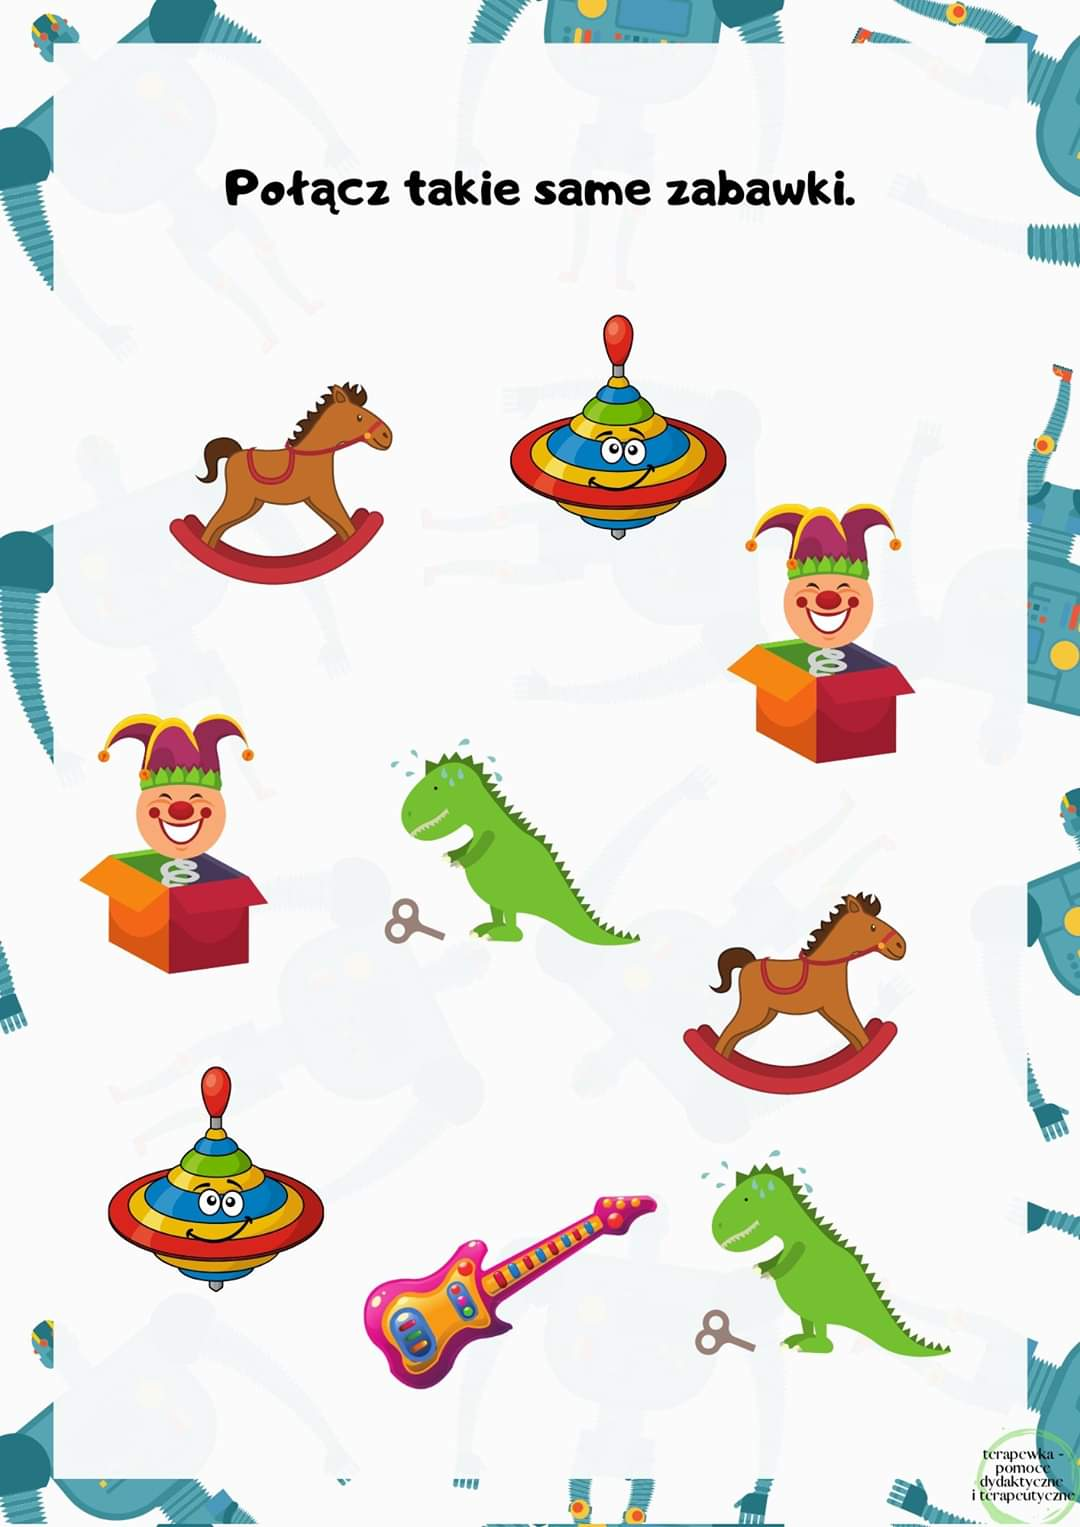 Połącz takie same zabawki.
terapewka -
pomoce
dydaktyczne
i terapeutyczne